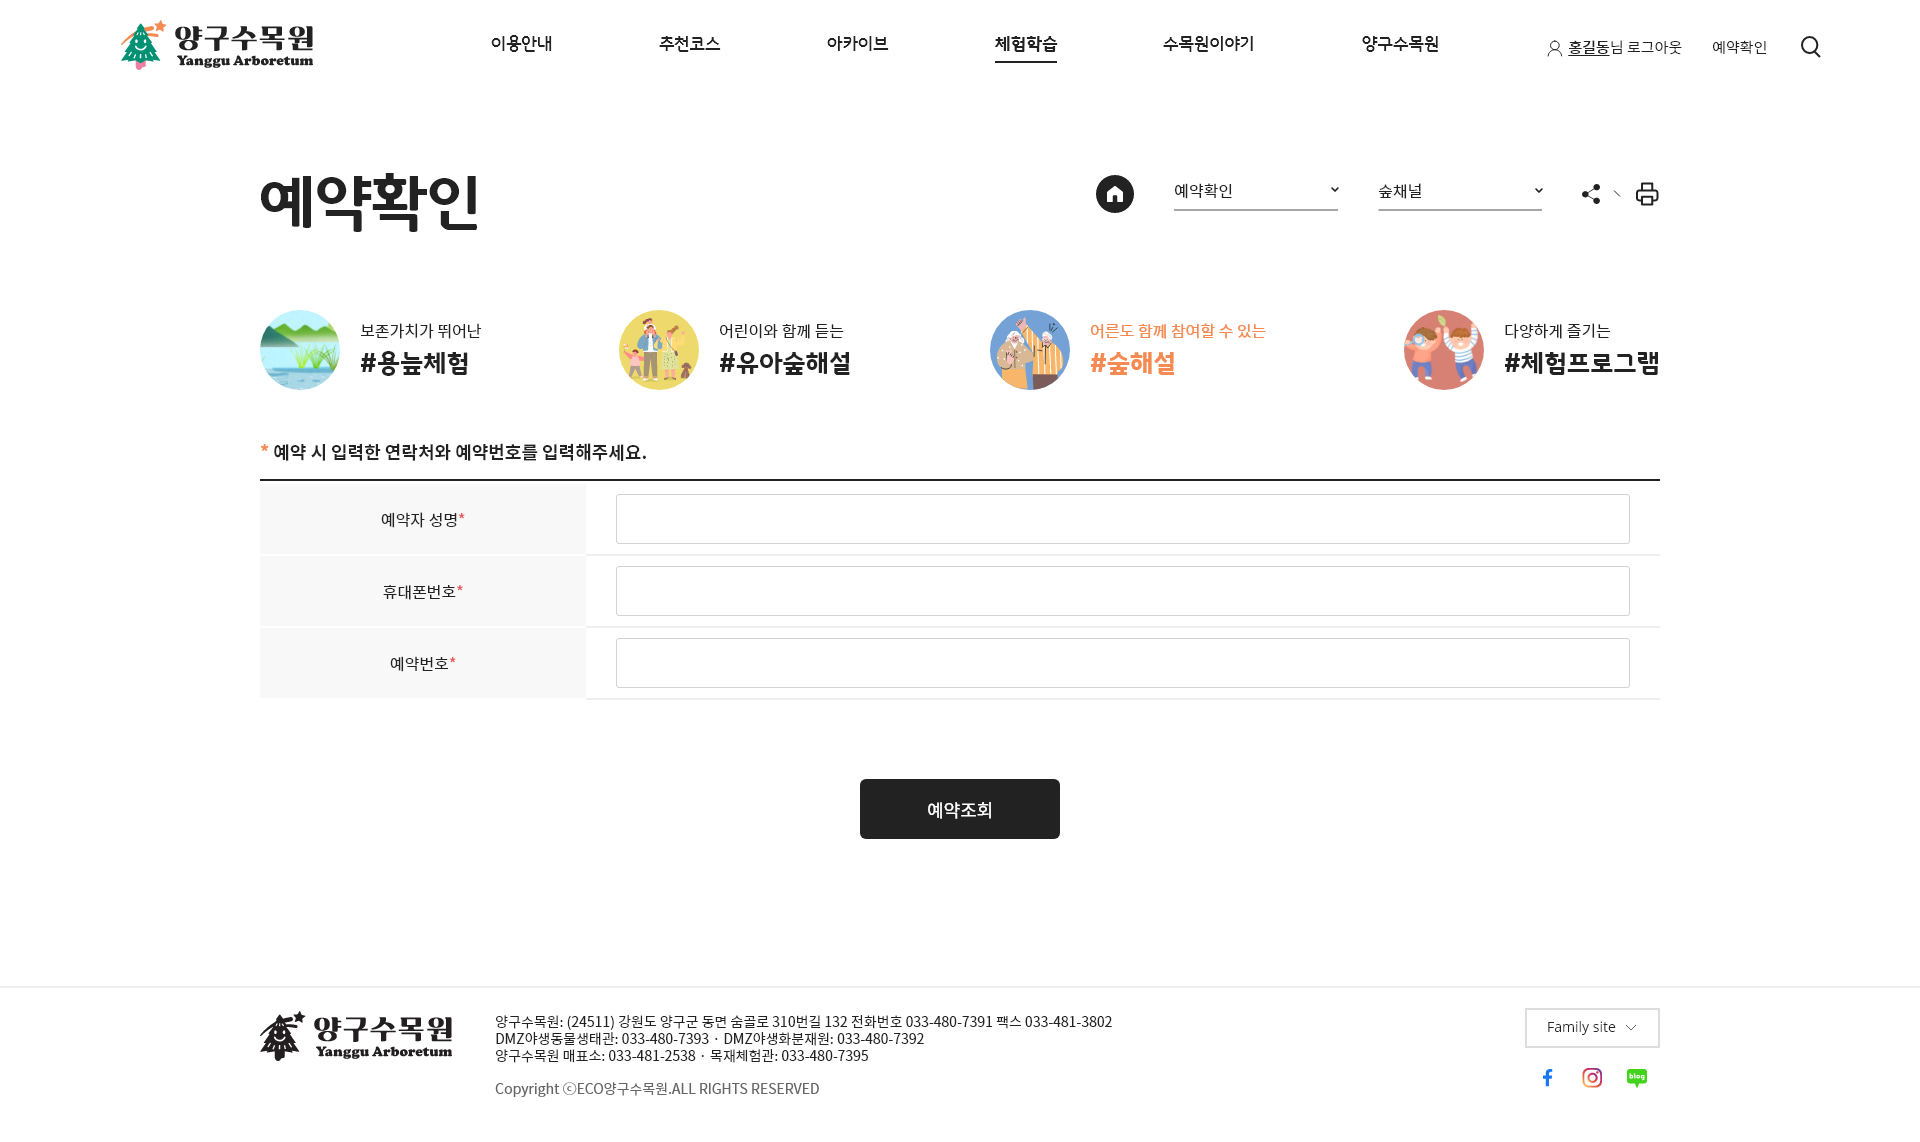 양구수목원
Yanggu Arboretum
이용안내
추천코스
아카이브
체험학습
수목원이야기
양구수목원
홍길동님 로그아웃
예약확인
예약확인
예약확인
숲채널
보존가치가 뛰어난
#용늪체험
어린이와 함께 듣는
#유아숲해설
어른도 함께 참여할 수 있는
#숲해설
다양하게 즐기는
#체험프로그램
* 예약 시 입력한 연락처와 예약번호를 입력해주세요.
예약자 성명*
휴대폰번호*
예약번호*
예약조회
양구수목원
Yanggu Arboretum
양구수목원: (24511) 강원도 양구군 동면 숨골로 310번길 132 전화번호 033-480-7391 팩스 033-481-3802
DMZ야생동물생태관: 033-480-7393 · DMZ야생화분재원: 033-480-7392
양구수목원 매표소: 033-481-2538 · 목재체험관: 033-480-7395
Copyright ⓒECO양구수목원.ALL RIGHTS RESERVED
Family site
blog